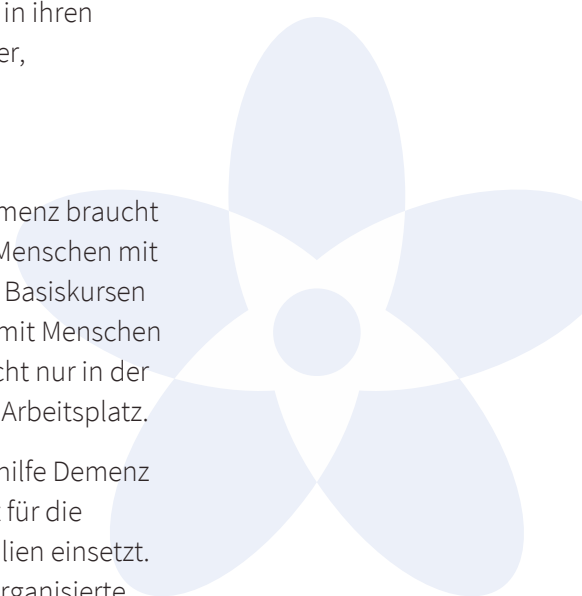 in ihren
er,
menz braucht
Menschen mit
Basiskursen
mit Menschen
cht nur in der
Arbeitsplatz.
hilfe Demenz
für die
lien einsetzt.
rganisierte